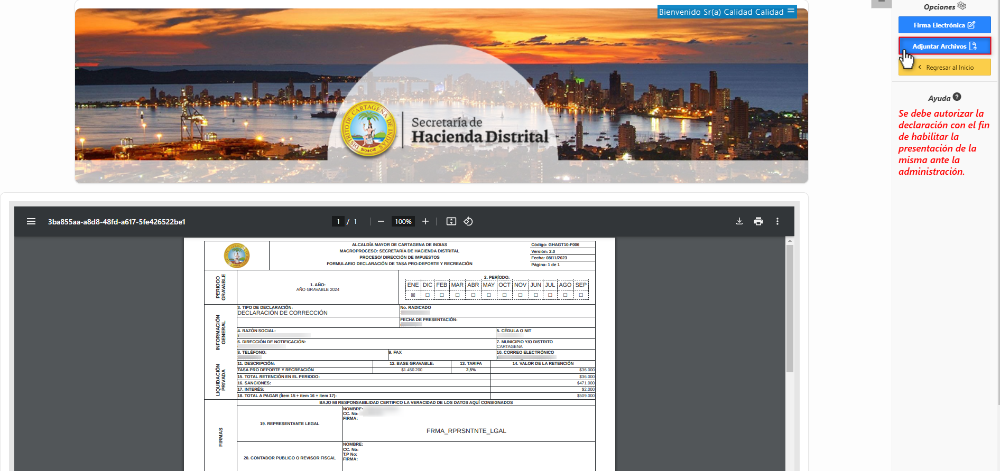 Bienvenido Sr(a) Calidad Calidad
Opciones
Firma Electrónica
Adjuntar Archivos
Regresar al Inicio
Ayuda
Se debe autorizar la
declaración con el fin
de habilitar la
presentación de la
misma ante la
administración.
DISTRITO DE CARTAGENA DE INDIAS
Secretaría de
Hacienda Distrital
3ba855aa-a8d8-48fd-a617-5fe426522be1
1 / 1
100%
ALCALDÍA MAYOR DE CARTAGENA DE INDIAS
MACROPROCESO: SECRETARÍA DE HACIENDA DISTRITAL
PROCESO/ DIRECCIÓN DE IMPUESTOS
FORMULARIO DECLARACIÓN DE TASA PRO-DEPORTE Y RECREACIÓN
Código: GHAGT10-F006
Versión: 2.0
Fecha: 08/11/2023
Página: 1 de 1
PERIODO
GRAVABLE
1. AÑO:
AÑO GRAVABLE 2024
2. PERÍODO:
ENE DIC FEB MAR ABR MAY OCT NOV JUN JUL AGO SEP
INFORMACIÓN
GENERAL
3. TIPO DE DECLARACIÓN:
DECLARACIÓN DE CORRECCIÓN
No. RADICADO
FECHA DE PRESENTACIÓN:
4. RAZÓN SOCIAL:
5. CÉDULA O NIT
6. DIRECCIÓN DE NOTIFICACIÓN:
7. MUNICIPIO Y/O DISTRITO
CARTAGENA
8. TELÉFONO:
9. FAX
10. CORREO ELECTRÓNICO
LIQUIDACIÓN
PRIVADA
11. DESCRIPCIÓN: 12. BASE GRAVABLE: 13. TARIFA 14. VALOR DE LA RETENCIÓN
TASA PRO DEPORTE Y RECREACIÓN $1.450.200 2,5% $36.000
15. TOTAL RETENCIÓN EN EL PERIODO: $36.000
16. SANCIONES: $471.000
17. INTERÉS: $2.000
18. TOTAL A PAGAR (Ítem 15 + ítem 16 + ítem 17): $509.000
FIRMAS
BAJO MI RESPONSABILIDAD CERTIFICO LA VERACIDAD DE LOS DATOS AQUÍ CONSIGNADOS
19. REPRESENTANTE LEGAL
NOMBRE:
CC. No:
FIRMA:
FRMA_RPRSNTNTE_LGAL
20. CONTADOR PUBLICO O REVISOR FISCAL
NOMBRE:
CC. No:
T.P No:
FIRMA: